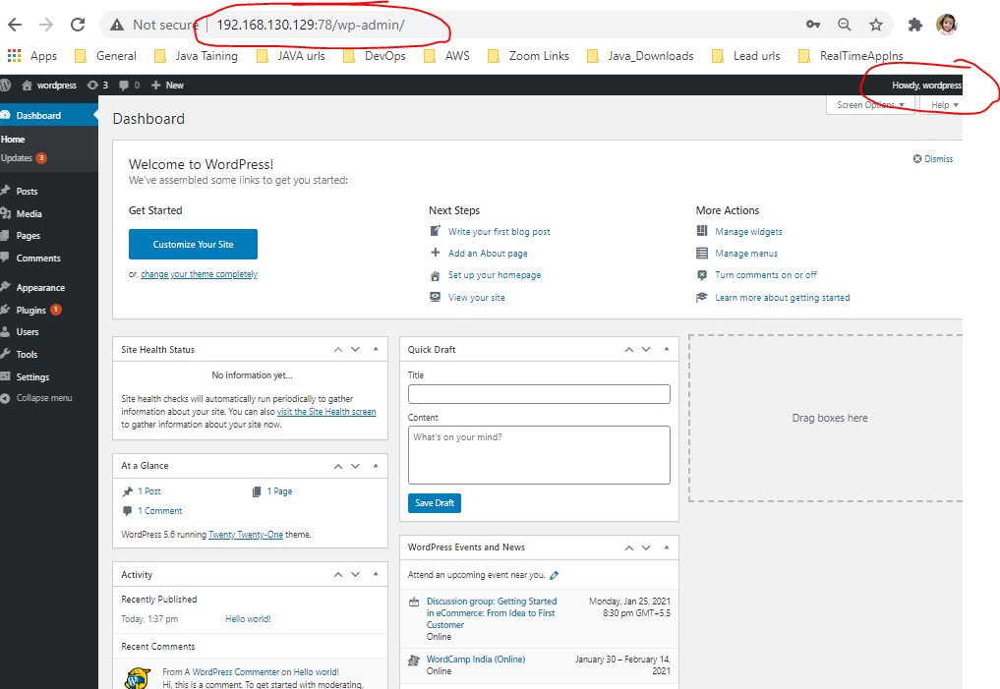 Not secure | 192.168.130.129:78/wp-admin/
Apps General Java Taining JAVA urls DevOps AWS Zoom Links Java_Downloads Lead urls RealTimeAppIns
wordpress 3 0 New Howdy, wordpress
Screen Options Help
Dashboard
Home
Updates 3
Posts
Media
Pages
Comments
Appearance
Plugins 1
Users
Tools
Settings
Collapse menu
Dashboard
Welcome to WordPress!
We've assembled some links to get you started:
Dismiss
Get Started
Customize Your Site
or, change your theme completely
Next Steps
Write your first blog post
Add an About page
Set up your homepage
View your site
More Actions
Manage widgets
Manage menus
Turn comments on or off
Learn more about getting started
Site Health Status
No information yet...
Site health checks will automatically run periodically to gather
information about your site. You can also visit the Site Health screen
to gather information about your site now.
At a Glance
1 Post 1 Page
1 Comment
WordPress 5.6 running Twenty Twenty-One theme.
Activity
Recently Published
Today, 1:37 pm Hello world!
Recent Comments
From A WordPress Commenter on Hello world!
Hi, this is a comment. To get started with moderating,
Quick Draft
Title
Content
What's on your mind?
Save Draft
WordPress Events and News
Attend an upcoming event near you.
Discussion group: Getting Started
in eCommerce: From Idea to First
Customer
Online
Monday, Jan 25, 2021
8:30 pm GMT+5.5
WordCamp India (Online)
Online
January 30 – February 14,
2021
Drag boxes here